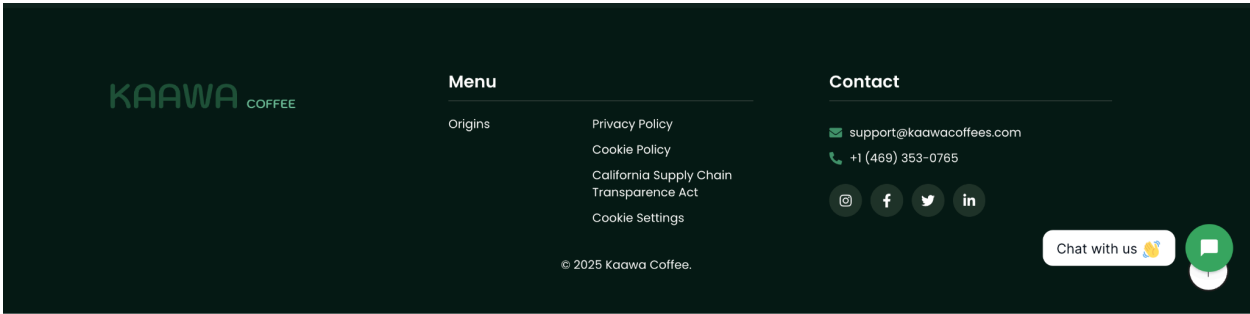 KAAWA COFFEE
Menu
Origins
Privacy Policy
Cookie Policy
California Supply Chain
Transparence Act
Cookie Settings
Contact
support@kaawacoffees.com
+1 (469) 353-0765
© 2025 Kaawa Coffee.
Chat with us 👋